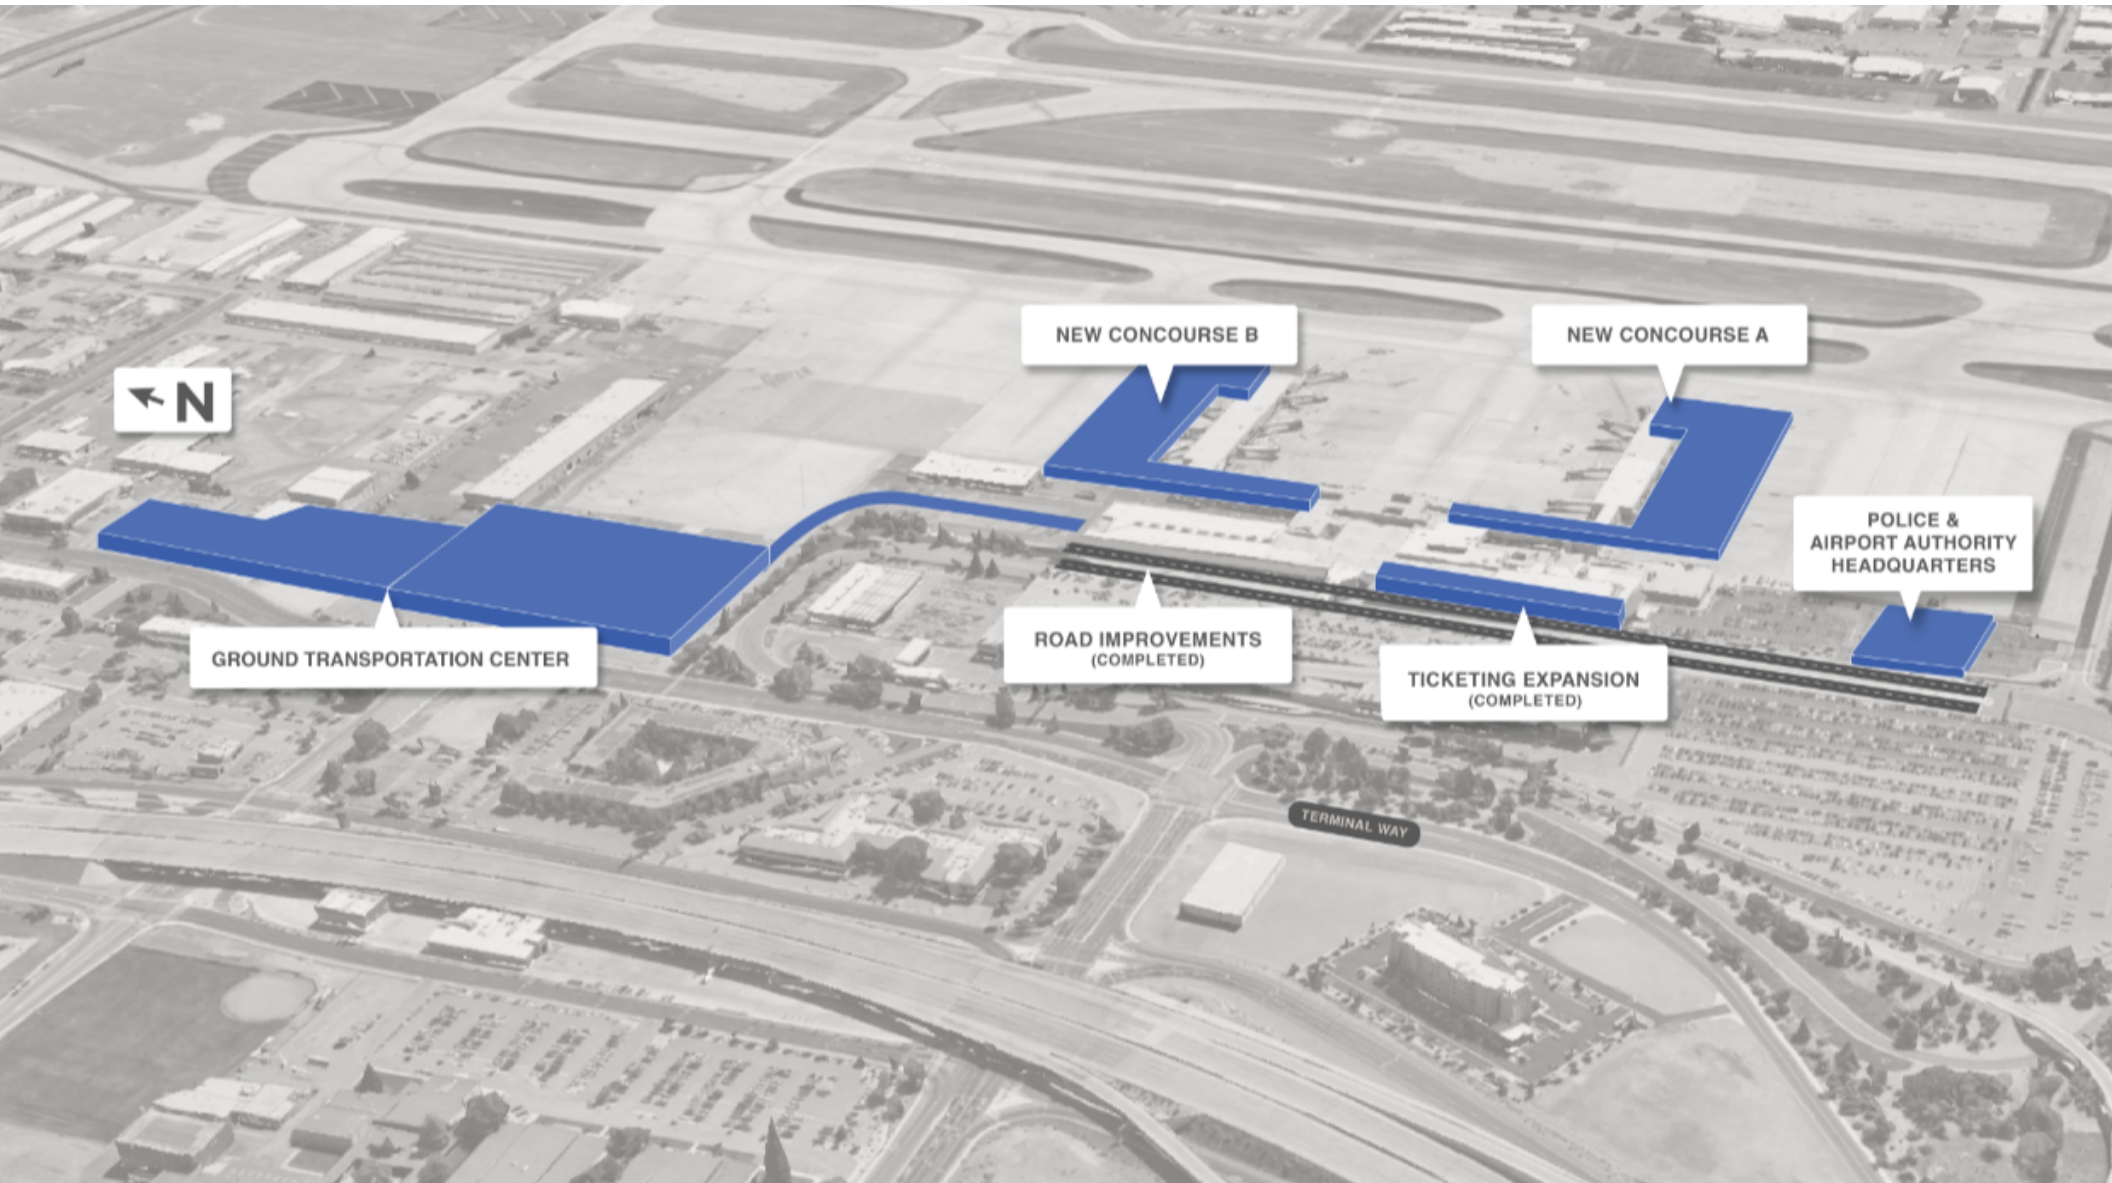 NEW CONCOURSE B
NEW CONCOURSE A
N
POLICE &
AIRPORT AUTHORITY
HEADQUARTERS
ROAD IMPROVEMENTS
(COMPLETED)
GROUND TRANSPORTATION CENTER
TICKETING EXPANSION
(COMPLETED)
TERMINAL WAY